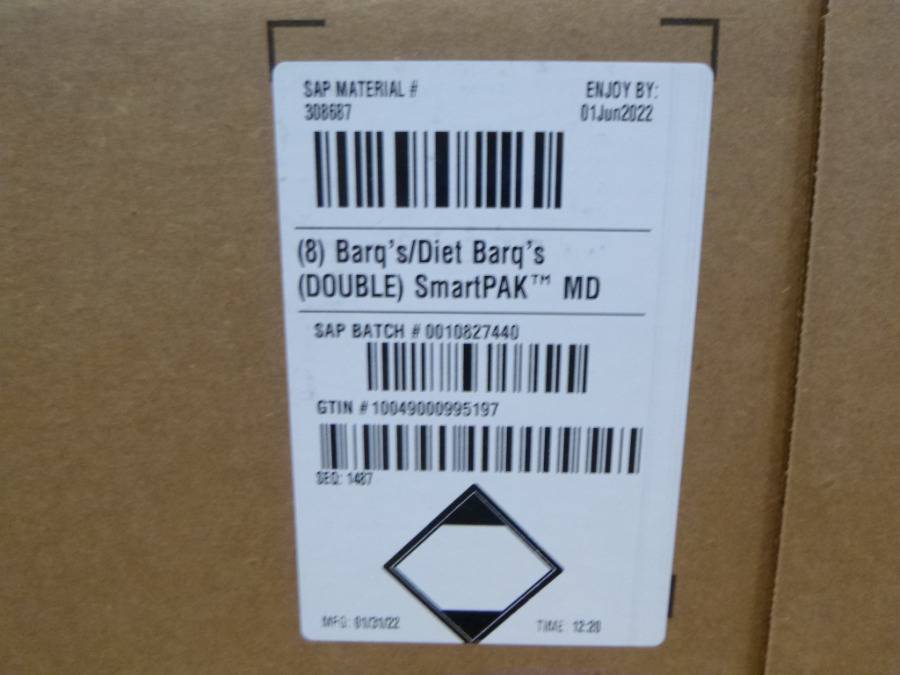 SAP MATERIAL #
308687
ENJOY BY:
01Jun2022
(8) Barq's/Diet Barq's
(DOUBLE) SmartPAK™ MD
SAP BATCH # 0010827440
GTIN # 10049000995197
SEQ: 1487
MFG: 01/31/22
TIME: 12:20